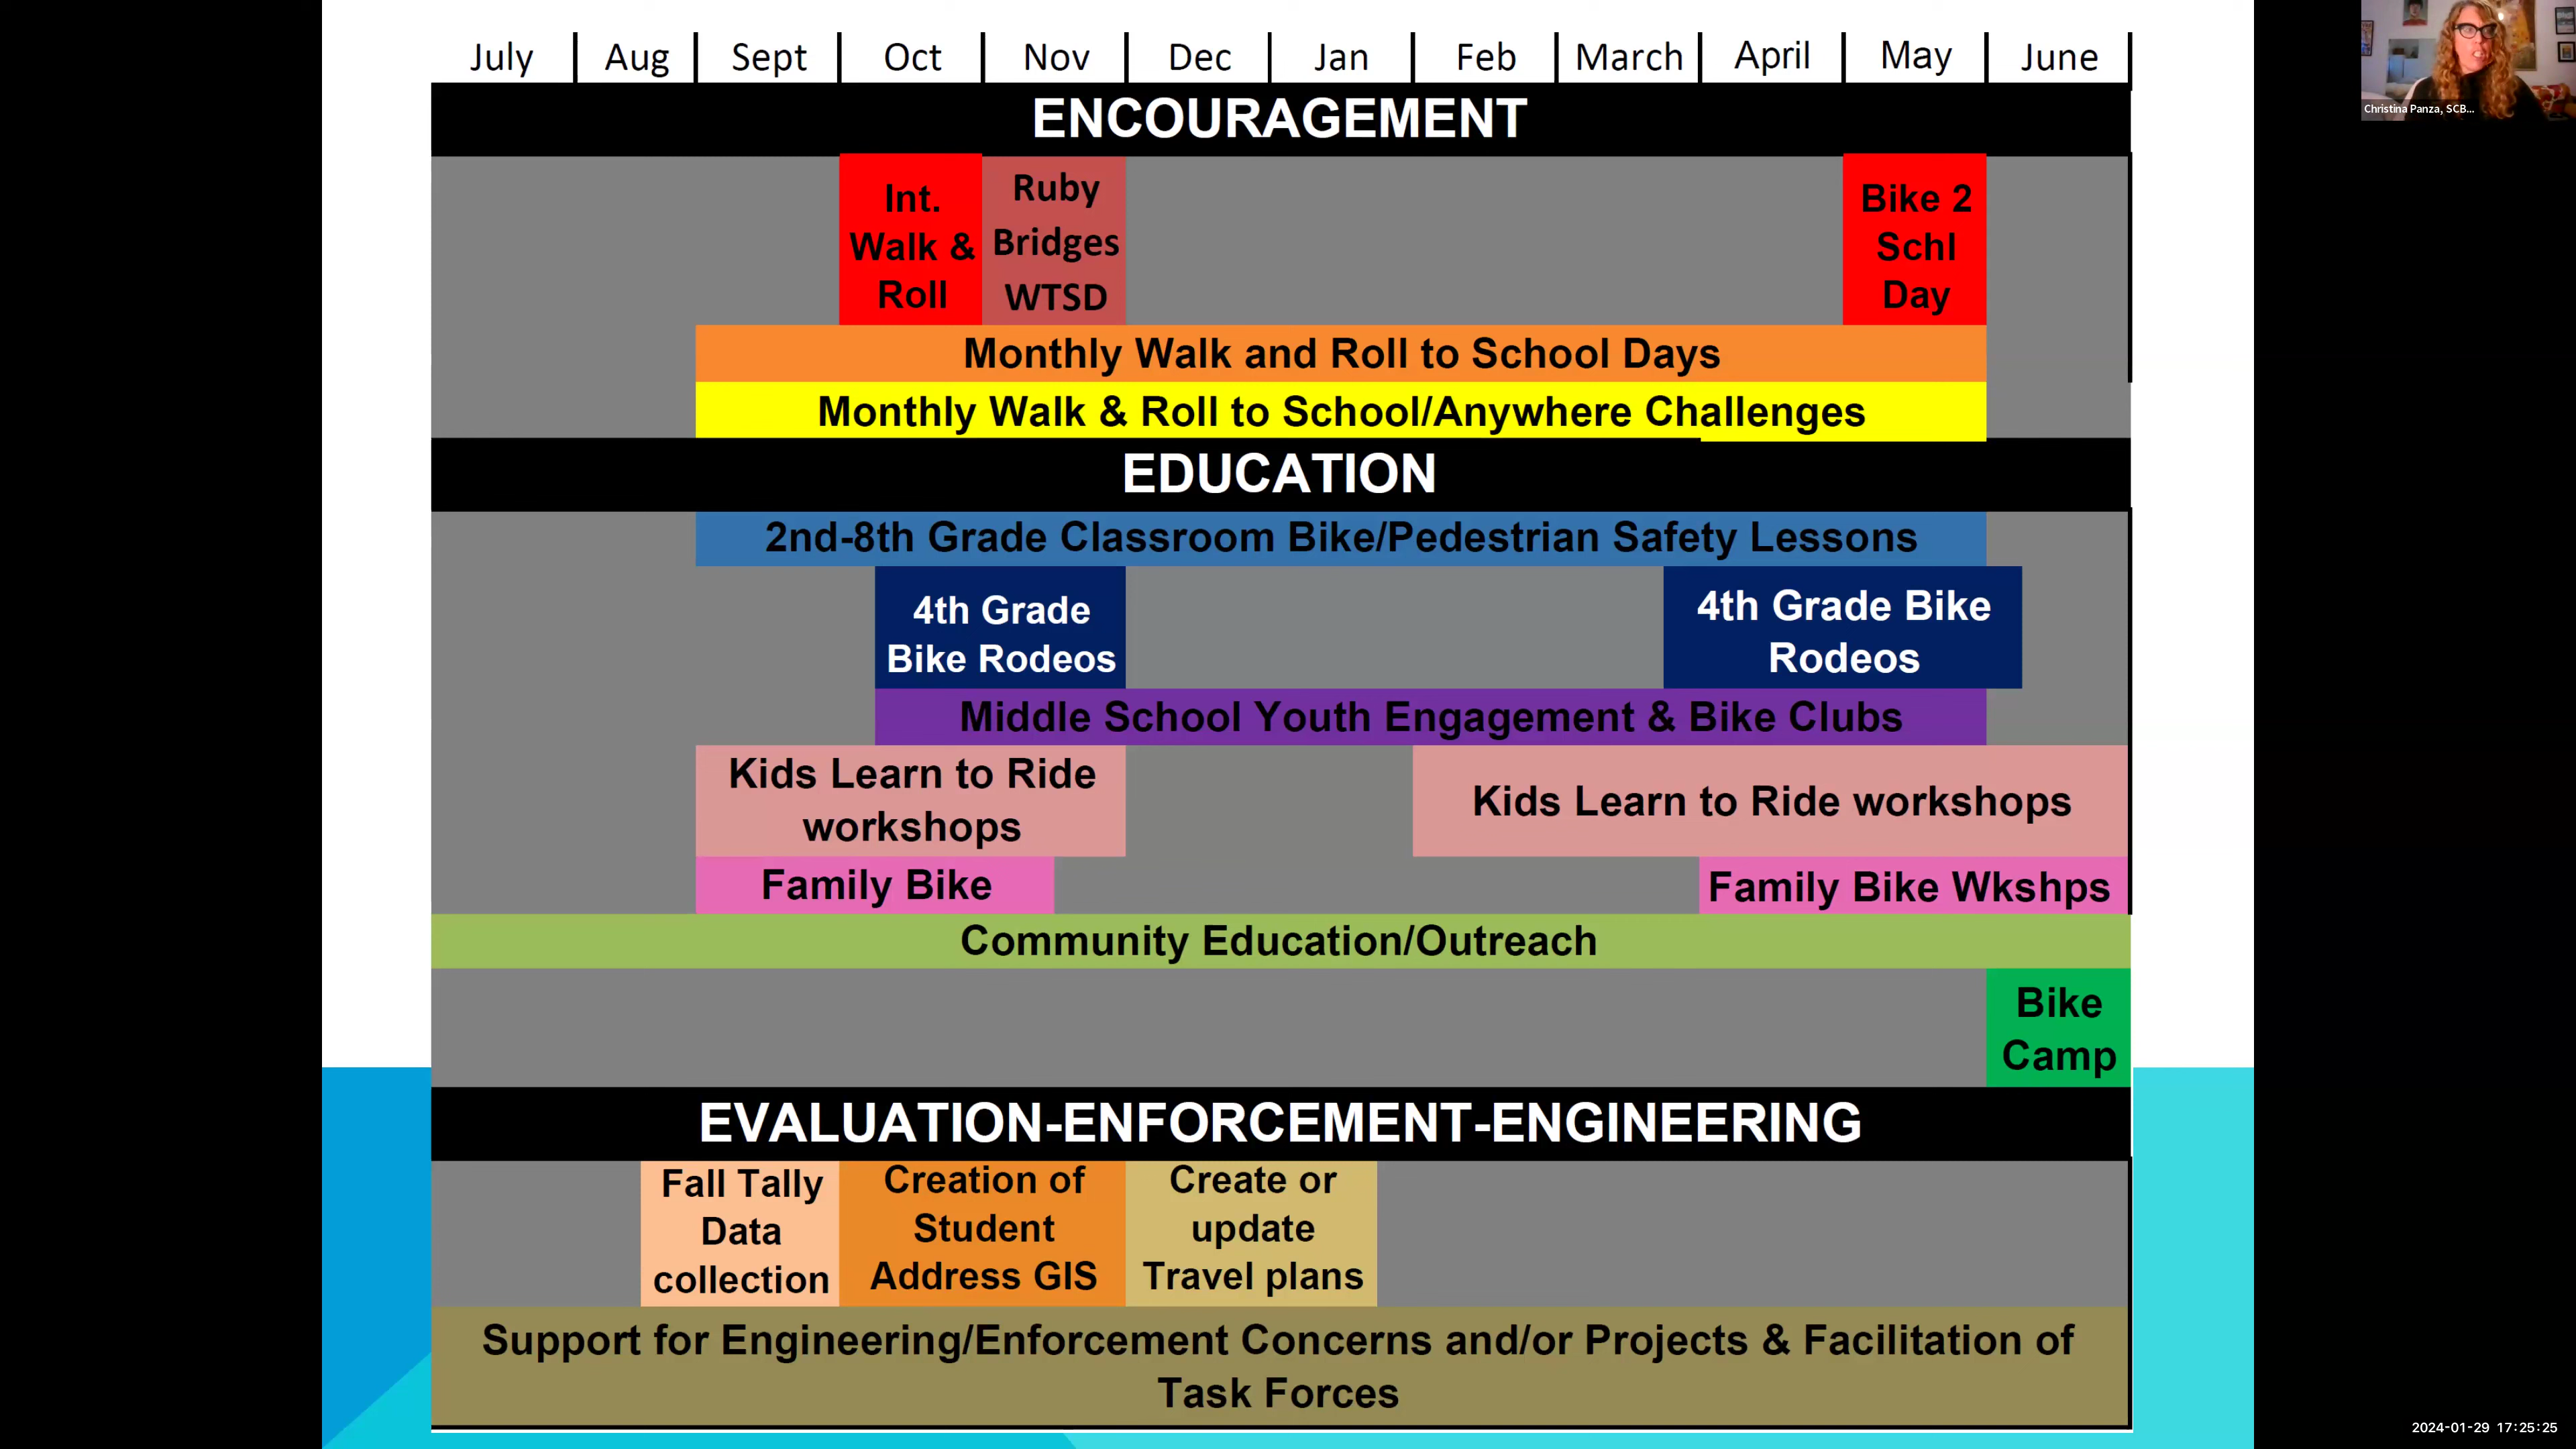 July Aug Sept Oct Nov Dec Jan Feb March April May June
ENCOURAGEMENT
Int.
Walk &
Roll
Ruby
Bridges
WTSD
Bike 2
Schl
Day
Monthly Walk and Roll to School Days
Monthly Walk & Roll to School/Anywhere Challenges
EDUCATION
2nd-8th Grade Classroom Bike/Pedestrian Safety Lessons
4th Grade
Bike Rodeos
4th Grade Bike
Rodeos
Middle School Youth Engagement & Bike Clubs
Kids Learn to Ride
workshops
Kids Learn to Ride workshops
Family Bike
Family Bike Wkshps
Community Education/Outreach
Bike
Camp
EVALUATION-ENFORCEMENT-ENGINEERING
Fall Tally
Data
collection
Creation of
Student
Address GIS
Create or
update
Travel plans
Support for Engineering/Enforcement Concerns and/or Projects & Facilitation of
Task Forces
Christina Panza, SCB...
2024-01-29 17:25:25